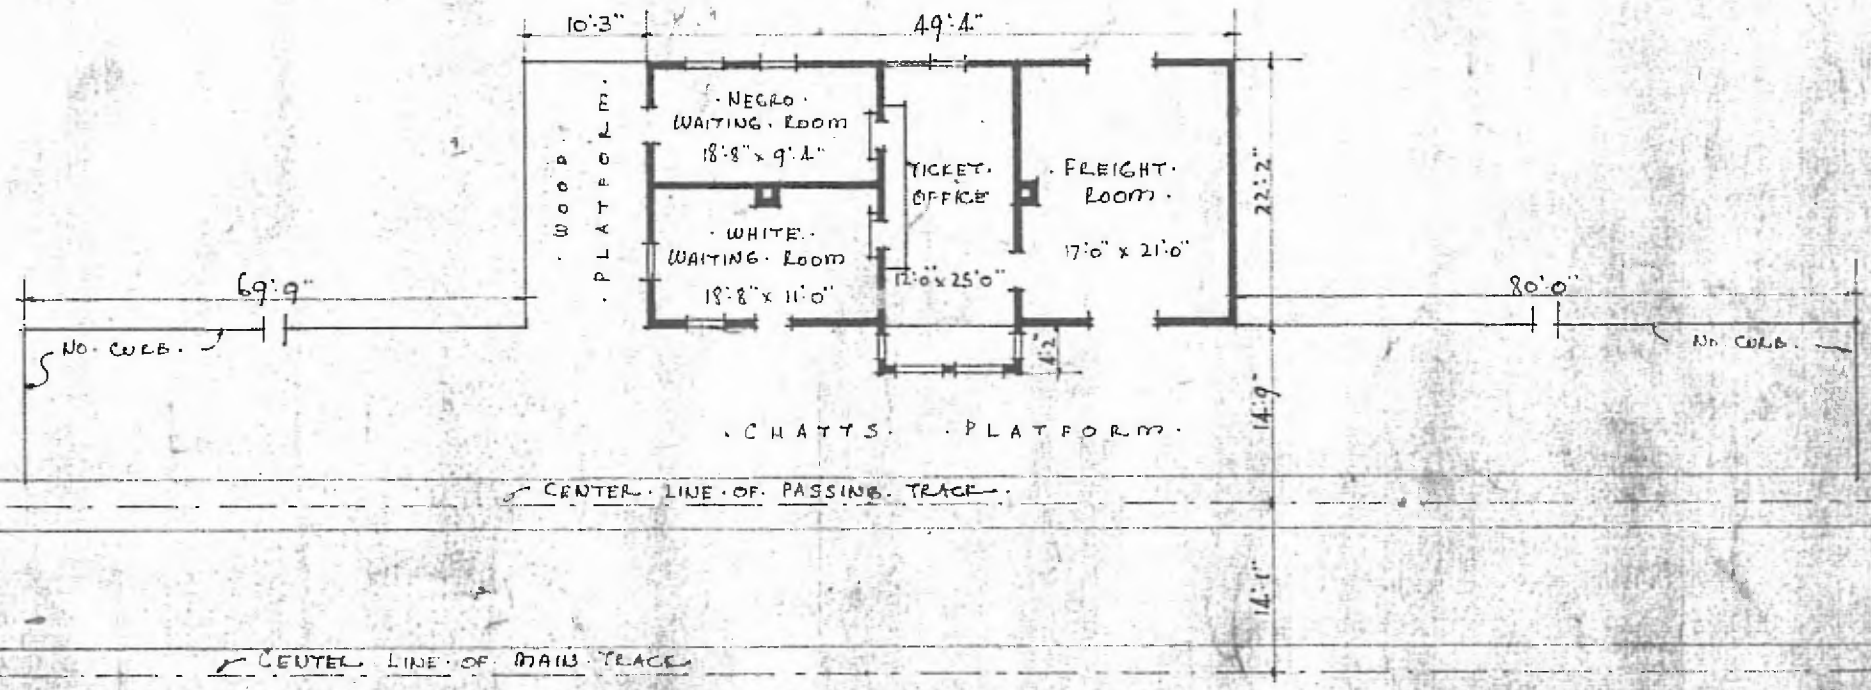 10'-3"
49'-4"
· NEGRO ·
WAITING · ROOM
18'-8" x 9'-4"
· WOOD ·
· PLATFORM ·
TICKET ·
OFFICE
12'-0" x 25'-0"
· FREIGHT ·
ROOM ·
17'-0" x 21'-0"
22'-2"
· WHITE ·
WAITING · ROOM
18'-8" x 11'-0"
69'-9"
80'-0"
NO · CURB ·
NO CURB ·
4'-2"
14'-9"
· CHATTS · · PLATFORM ·
CENTER · LINE · OF · PASSING · TRACK ·
14'-1"
CENTER LINE · OF · MAIN · TRACK